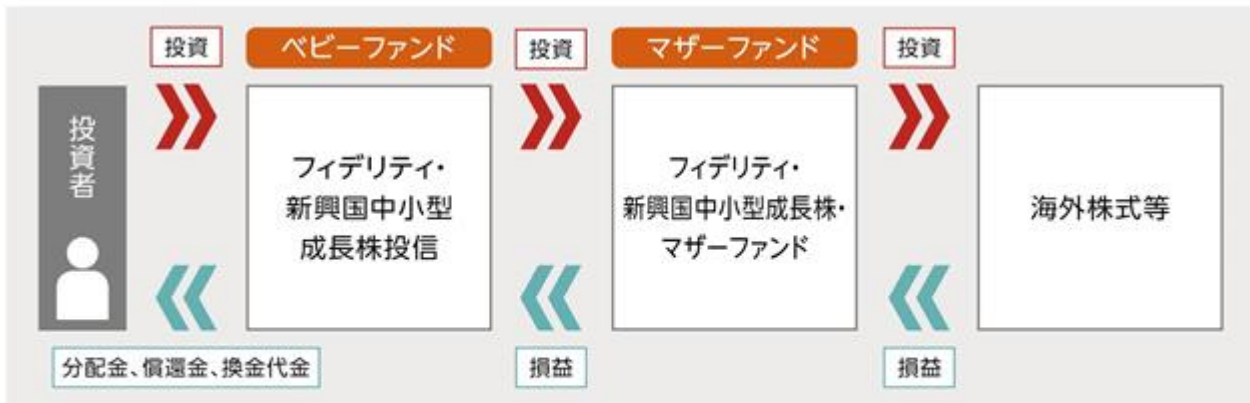 投資
ベビーファンド
投資
マザーファンド
投資
投資者
フィデリティ・
新興国中小型
成長株投信
フィデリティ・
新興国中小型成長株・
マザーファンド
海外株式等
分配金、償還金、換金代金
損益
損益